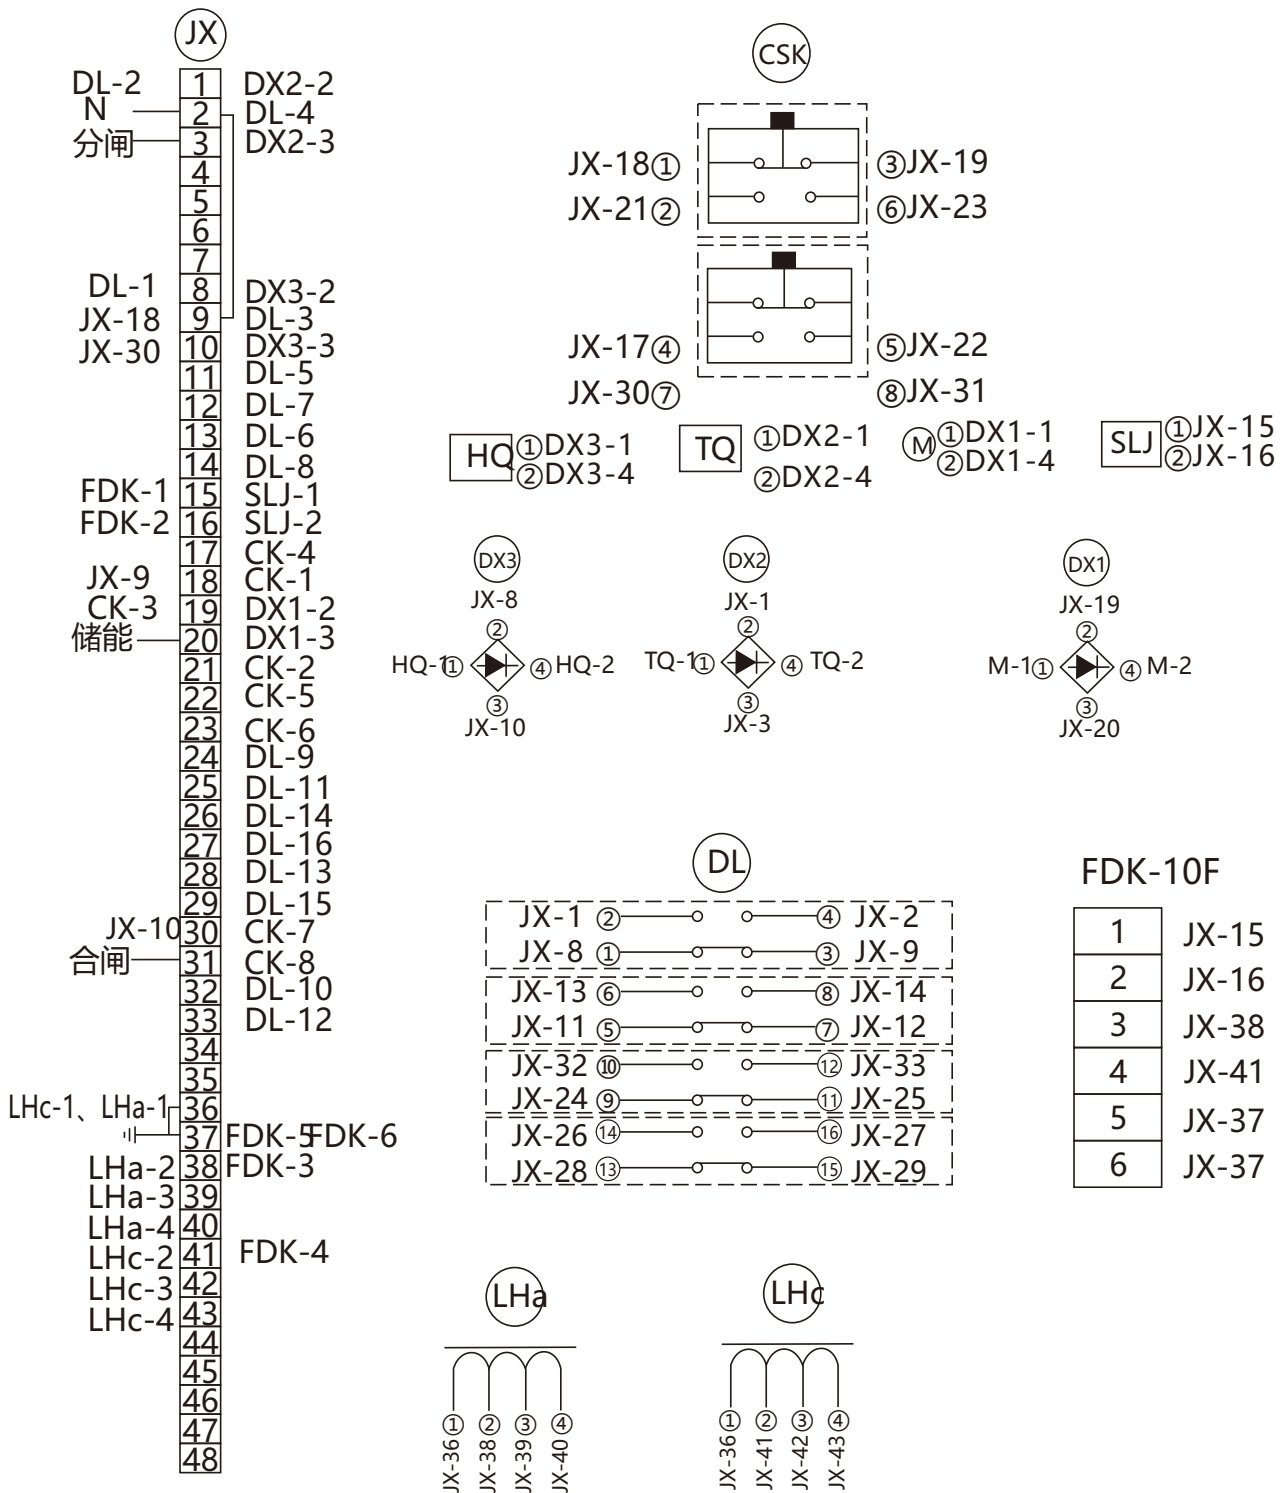 JX
DL-2 1 DX2-2
N 2 DL-4
分闸 3 DX2-3
4
5
6
7
DL-1 8 DX3-2
JX-18 9 DL-3
JX-30 10 DX3-3
11 DL-5
12 DL-7
13 DL-6
14 DL-8
FDK-1 15 SLJ-1
FDK-2 16 SLJ-2
17 CK-4
JX-9 18 CK-1
CK-3 19 DX1-2
储能 20 DX1-3
21 CK-2
22 CK-5
23 CK-6
24 DL-9
25 DL-11
26 DL-14
27 DL-16
28 DL-13
29 DL-15
JX-10 30 CK-7
合闸 31 CK-8
32 DL-10
33 DL-12
34
35
LHc-1、LHa-1 36
37 FDK-5 FDK-6
LHa-2 38 FDK-3
LHa-3 39
LHa-4 40
LHc-2 41 FDK-4
LHc-3 42
LHc-4 43
44
45
46
47
48
CSK
JX-18① ③JX-19
JX-21② ⑥JX-23
JX-17④ ⑤JX-22
JX-30⑦ ⑧JX-31
HQ ①DX3-1
②DX3-4
TQ ①DX2-1
②DX2-4
M ①DX1-1
②DX1-4
SLJ ①JX-15
②JX-16
DX3
JX-8
②
HQ-1① ④HQ-2
③
JX-10
DX2
JX-1
②
TQ-1① ④TQ-2
③
JX-3
DX1
JX-19
②
M-1① ④M-2
③
JX-20
DL
JX-1 ② ④ JX-2
JX-8 ① ③ JX-9
JX-13 ⑥ ⑧ JX-14
JX-11 ⑤ ⑦ JX-12
JX-32 ⑩ ⑫ JX-33
JX-24 ⑨ ⑪ JX-25
JX-26 ⑭ ⑯ JX-27
JX-28 ⑬ ⑮ JX-29
FDK-10F
1 JX-15
2 JX-16
3 JX-38
4 JX-41
5 JX-37
6 JX-37
LHa
① ② ③ ④
JX-36 JX-38 JX-39 JX-40
LHc
① ② ③ ④
JX-36 JX-41 JX-42 JX-43